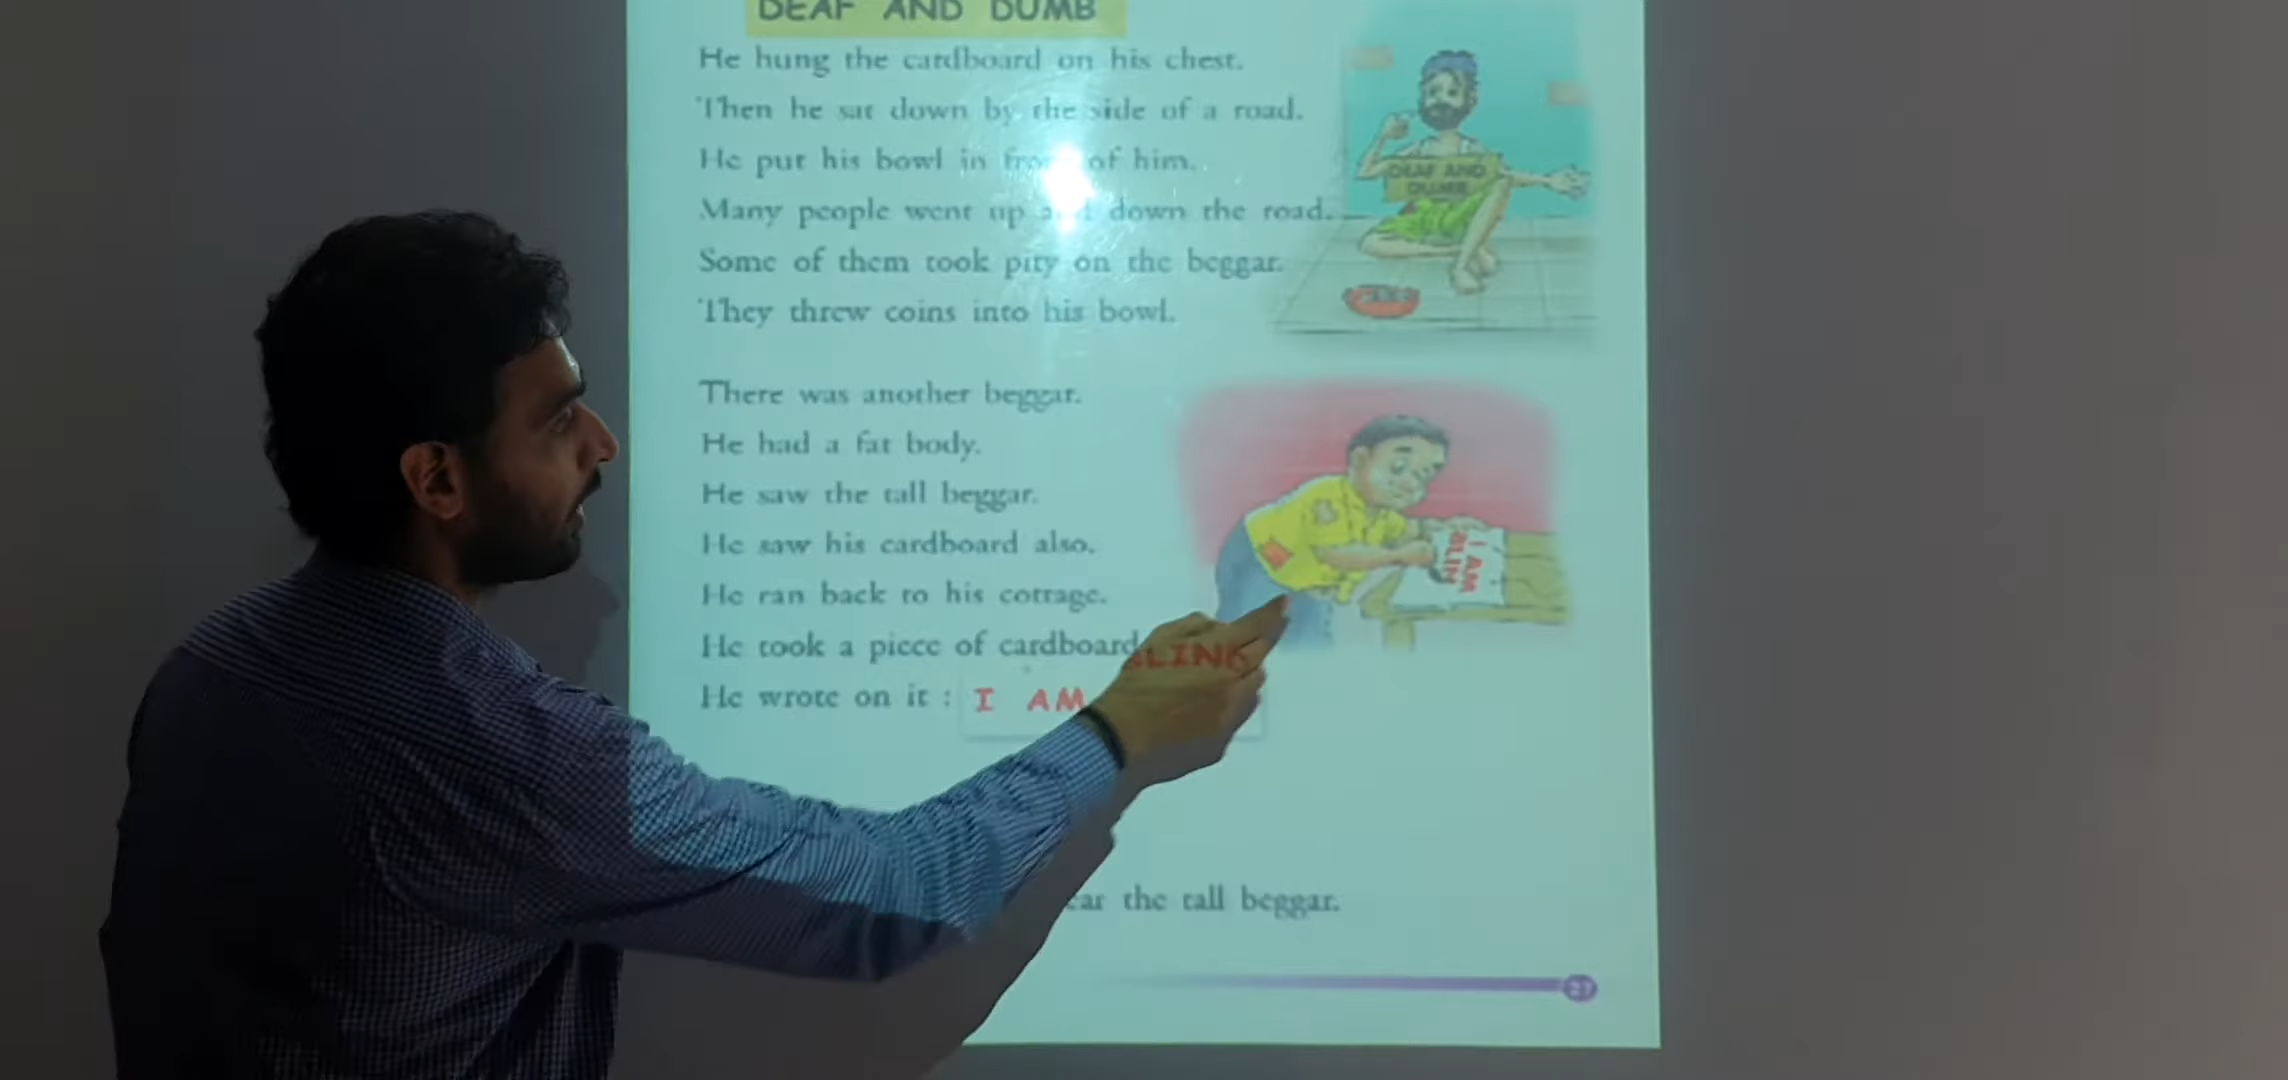 DEAF AND DUMB
He hung the cardboard on his chest.
Then he sat down by the side of a road.
He put his bowl in front of him.
Many people went up and down the road.
Some of them took pity on the beggar.
They threw coins into his bowl.
DEAF AND
DUMB
There was another beggar.
He had a fat body.
He saw the tall beggar.
He saw his cardboard also.
He ran back to his cottage.
He took a piece of cardboard
He wrote on it : I AM
I AM
BLIN
the tall beggar.
27